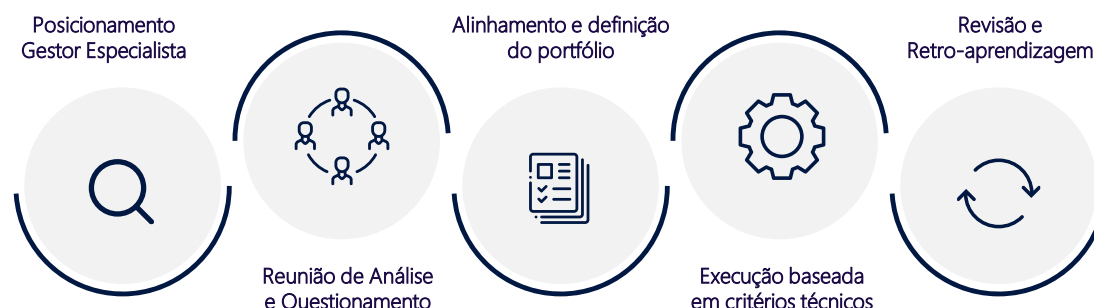 Posicionamento
Gestor Especialista
Reunião de Análise
e Questionamento
Alinhamento e definição
do portfólio
Execução baseada
em critérios técnicos
Revisão e
Retro-aprendizagem